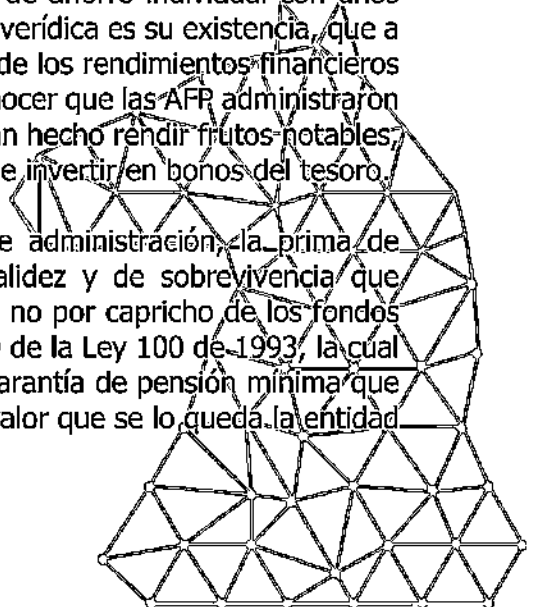 de ahorro individual con unos
verídica es su existencia, que a
de los rendimientos financieros
ocer que las AFP administraron
n hecho rendir frutos notables,
e invertir en bonos del tesoro.
e administración, la prima de
alidez y de sobrevivencia que
no por capricho de los fondos
de la Ley 100 de 1993, la cual
arantía de pensión mínima que
alor que se lo queda la entidad